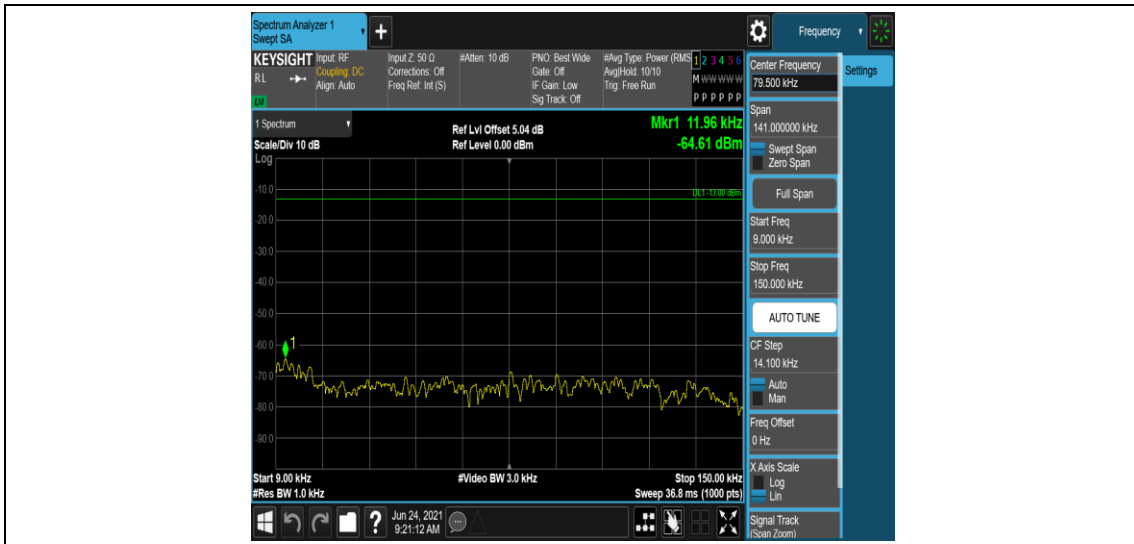 Spectrum Analyzer 1
Swept SA
+
Frequency
KEYSIGHT
RL
LXI
Input: RF
Coupling: DC
Align: Auto
Input Z: 50 Ω
Corrections: Off
Freq Ref: Int (S)
#Atten: 10 dB
PNO: Best Wide
Gate: Off
IF Gain: Low
Sig Track: Off
#Avg Type: Power (RMS
Avg|Hold: 10/10
Trig: Free Run
1 2 3 4 5 6
M W W W W W
P P P P P P
1 Spectrum
Scale/Div 10 dB
Log
Ref Lvl Offset 5.04 dB
Ref Level 0.00 dBm
Mkr1 11.96 kHz
-64.61 dBm
DL1 -13.00 dBm
-10.0
-20.0
-30.0
-40.0
-50.0
-60.0
1
-70.0
-80.0
-90.0
Start 9.00 kHz
#Res BW 1.0 kHz
#Video BW 3.0 kHz
Stop 150.00 kHz
Sweep 36.8 ms (1000 pts)
Center Frequency
79.500 kHz
Settings
Span
141.000000 kHz
Swept Span
Zero Span
Full Span
Start Freq
9.000 kHz
Stop Freq
150.000 kHz
AUTO TUNE
CF Step
14.100 kHz
Auto
Man
Freq Offset
0 Hz
X Axis Scale
Log
Lin
Signal Track
(Span Zoom)
?
Jun 24, 2021
9:21:12 AM